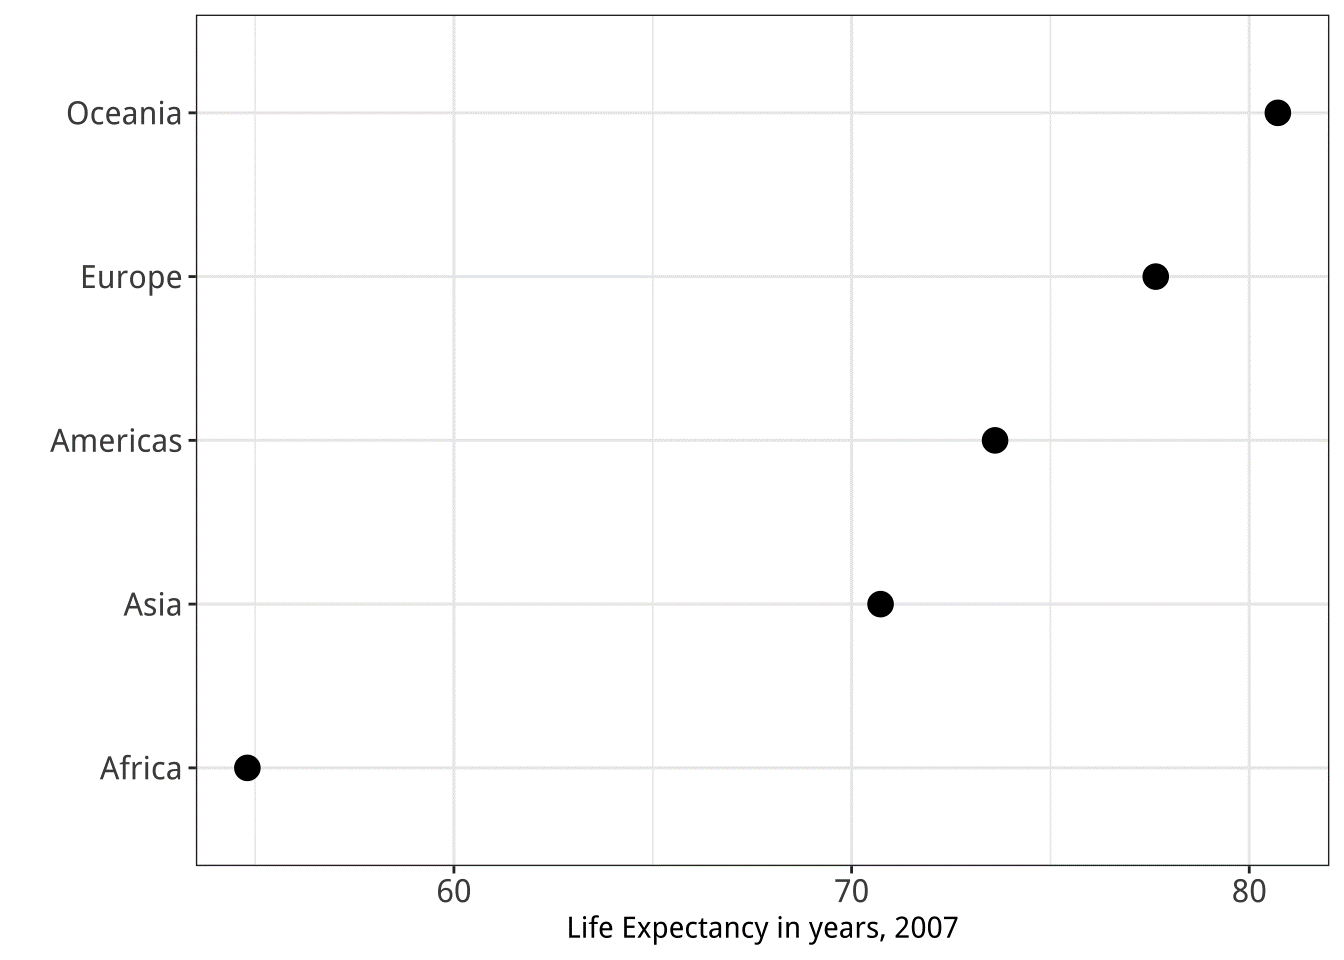 Oceania
Europe
Americas
Asia
Africa
60 70 80
Life Expectancy in years, 2007